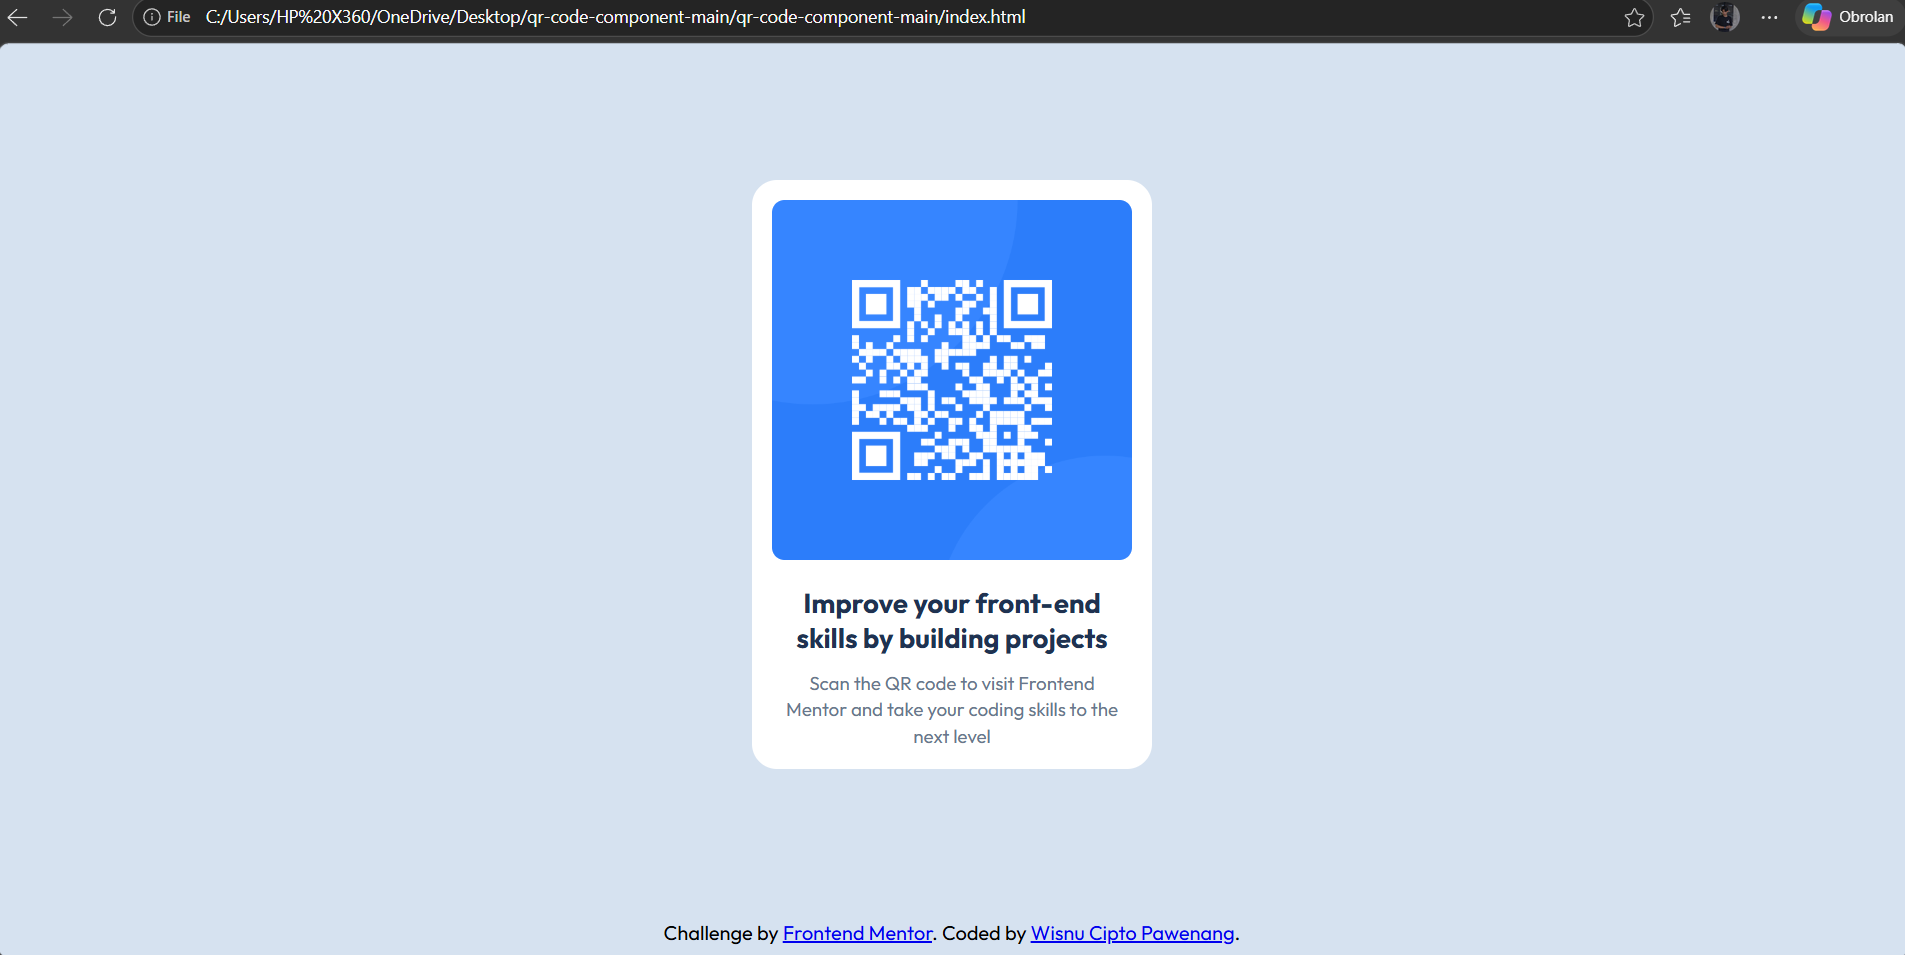 File C:/Users/HP%20X360/OneDrive/Desktop/qr-code-component-main/qr-code-component-main/index.html Obrolan
Improve your front-end
skills by building projects
Scan the QR code to visit Frontend
Mentor and take your coding skills to the
next level
Challenge by Frontend Mentor. Coded by Wisnu Cipto Pawenang.